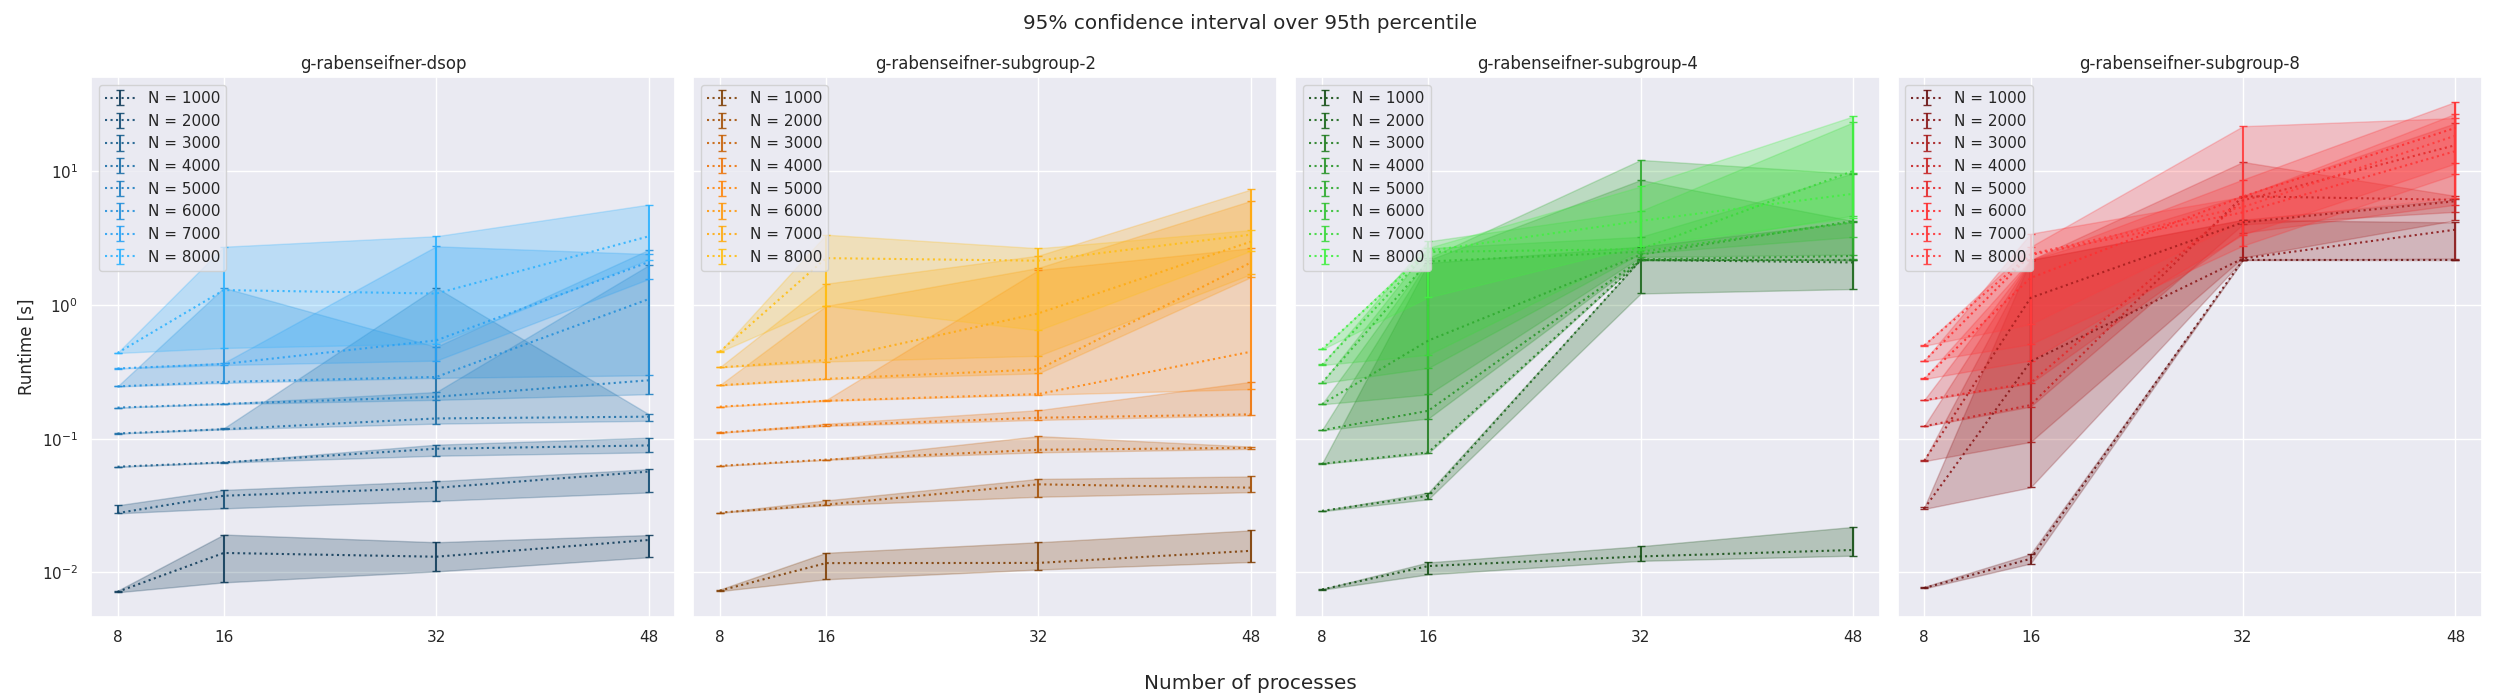 95% confidence interval over 95th percentile
g-rabenseifner-dsop
g-rabenseifner-subgroup-2
g-rabenseifner-subgroup-4
g-rabenseifner-subgroup-8
Runtime [s]
10¹
10⁰
10⁻¹
10⁻²
N = 1000
N = 2000
N = 3000
N = 4000
N = 5000
N = 6000
N = 7000
N = 8000
N = 1000
N = 2000
N = 3000
N = 4000
N = 5000
N = 6000
N = 7000
N = 8000
N = 1000
N = 2000
N = 3000
N = 4000
N = 5000
N = 6000
N = 7000
N = 8000
N = 1000
N = 2000
N = 3000
N = 4000
N = 5000
N = 6000
N = 7000
N = 8000
8 16 32 48
8 16 32 48
8 16 32 48
8 16 32 48
Number of processes